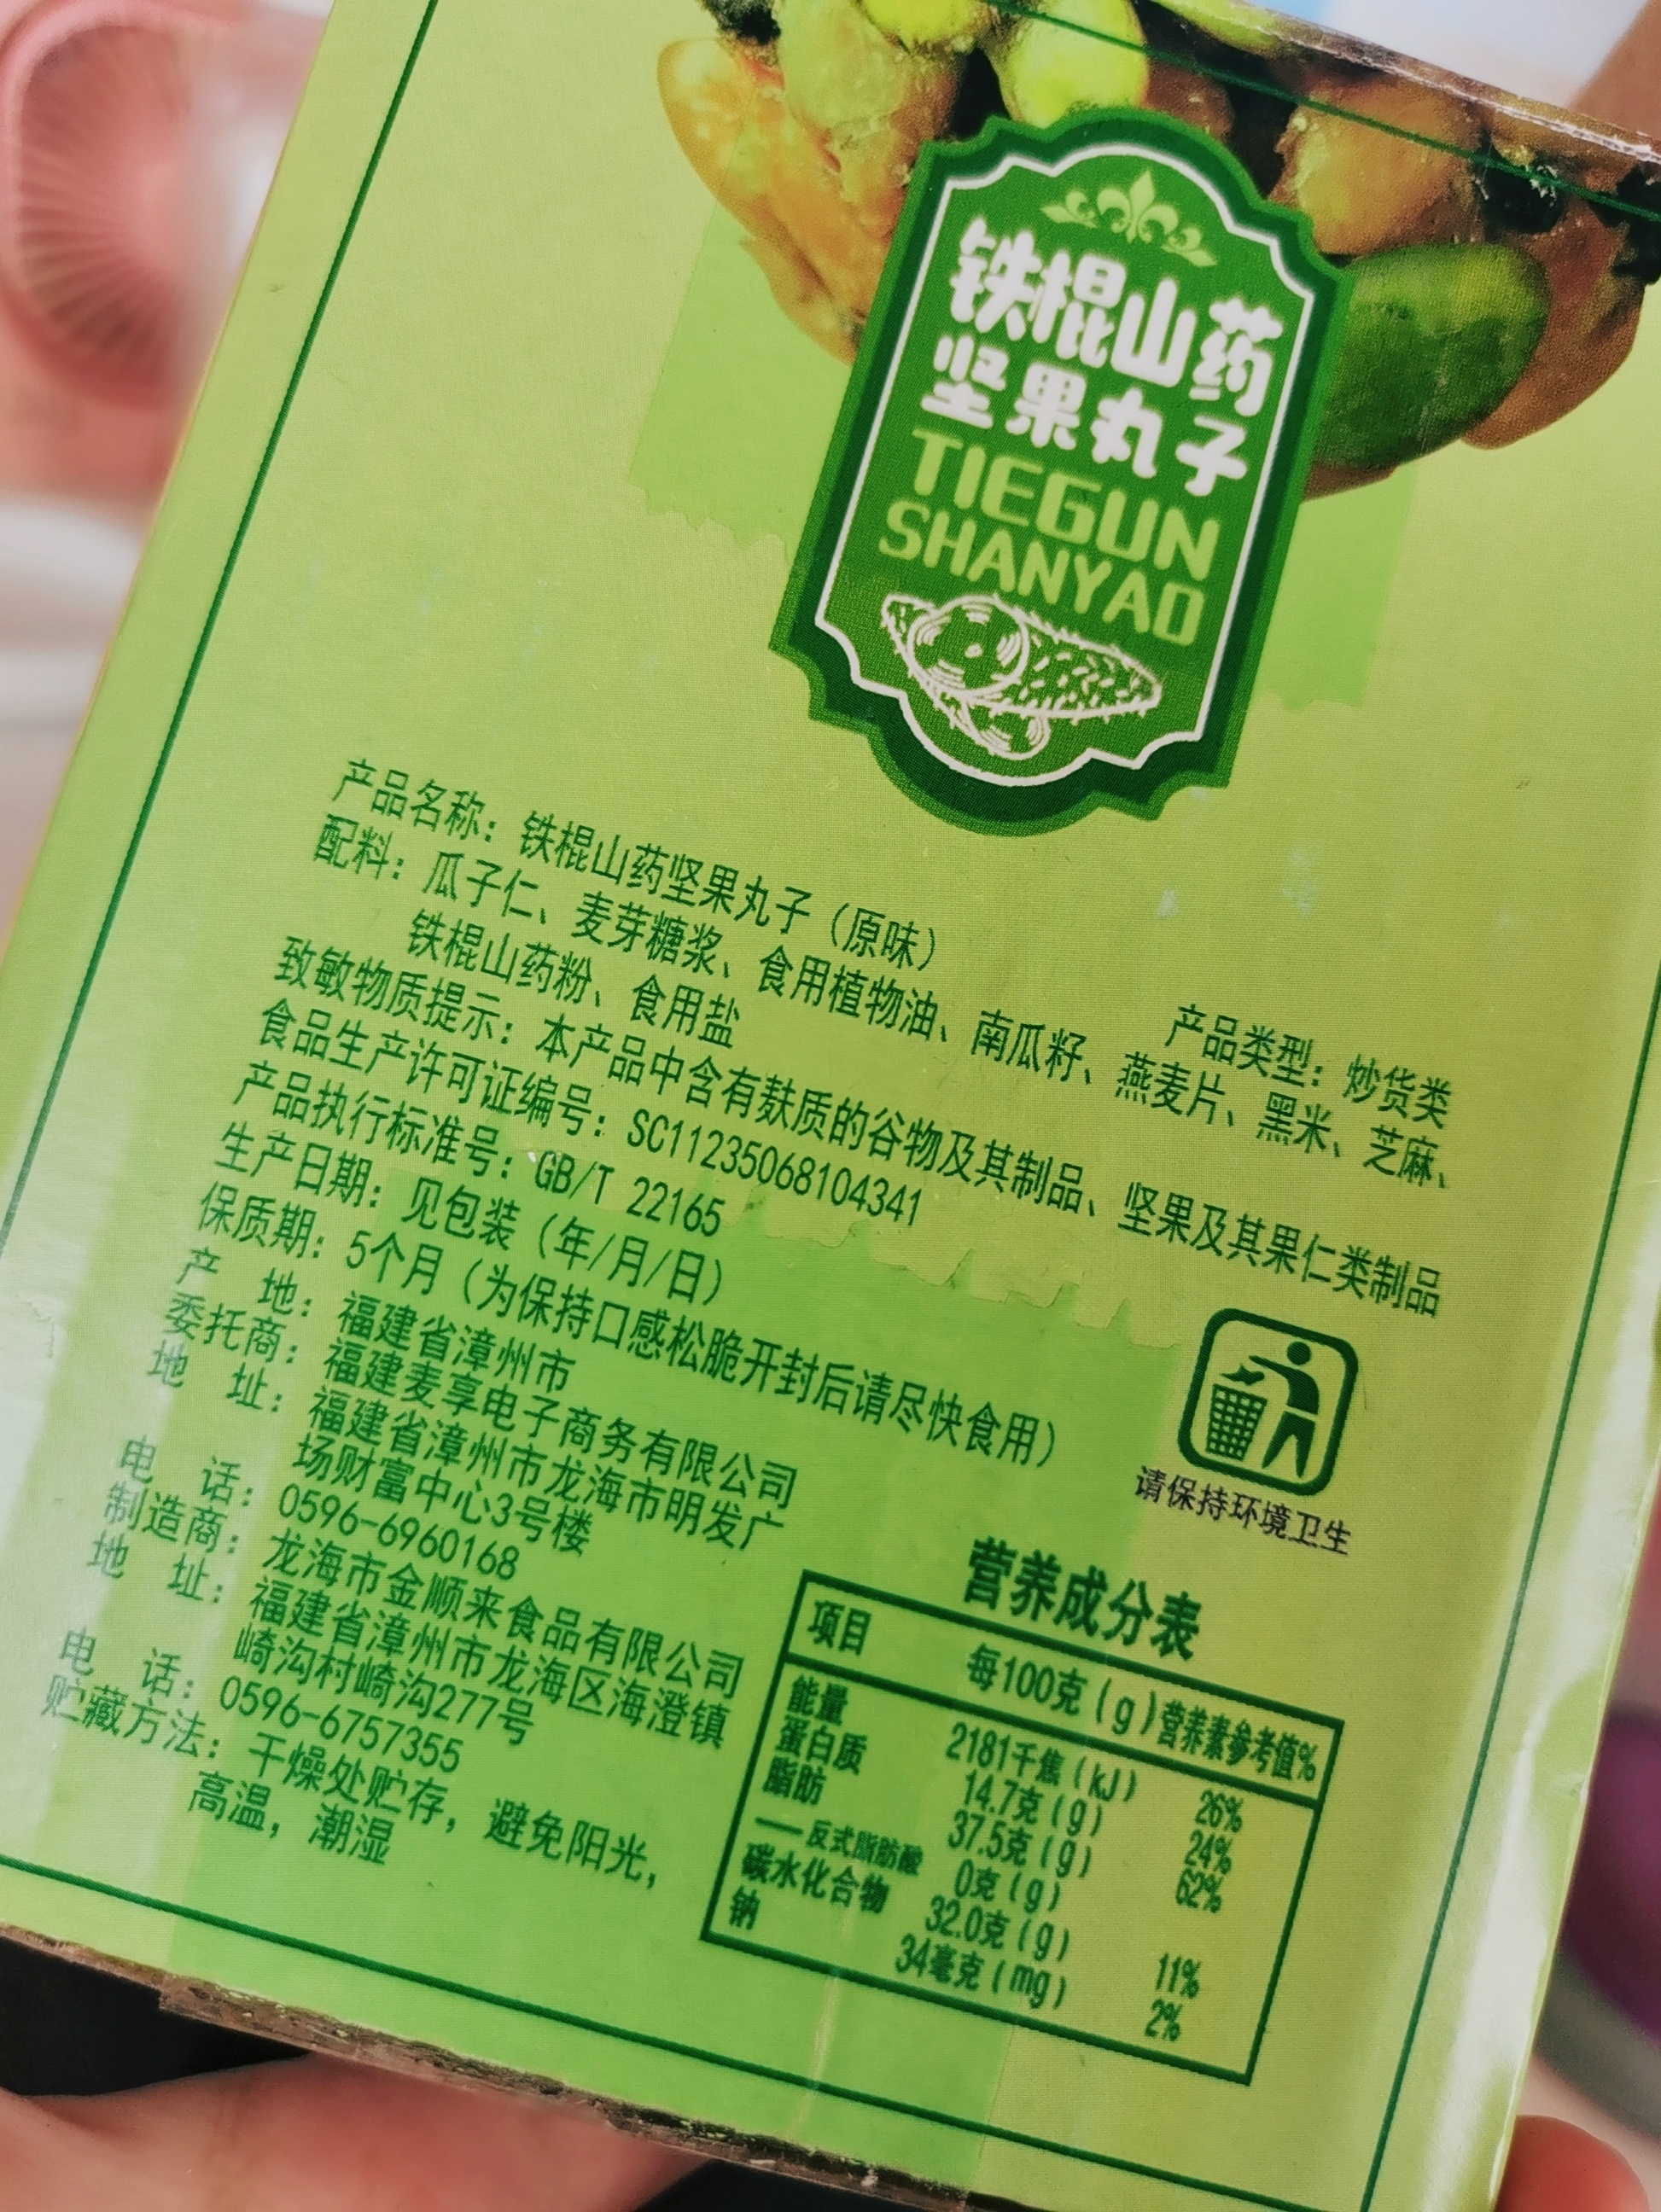 铁棍山药
坚果丸子
TIEGUN
SHANYAO
产品名称：铁棍山药坚果丸子（原味） 产品类型：炒货类
配料：瓜子仁、麦芽糖浆、食用植物油、南瓜籽、燕麦片、黑米、芝麻、
铁棍山药粉、食用盐
致敏物质提示：本产品中含有麸质的谷物及其制品、坚果及其果仁类制品
食品生产许可证编号：SC11235068104341
产品执行标准号：GB/T 22165
生产日期：见包装（年/月/日）
保质期：5个月（为保持口感松脆开封后请尽快食用）
产 地：福建省漳州市
委托商：福建麦享电子商务有限公司
地 址：福建省漳州市龙海市明发广
场财富中心3号楼
电 话：0596-6960168
制造商：龙海市金顺来食品有限公司
地 址：福建省漳州市龙海区海澄镇
崎沟村崎沟277号
电 话：0596-6757355
贮藏方法：干燥处贮存，避免阳光，
高温，潮湿
请保持环境卫生
营养成分表
项目 每100克(g) 营养素参考值%
能量 2181千焦(kJ) 26%
蛋白质 14.7克(g) 24%
脂肪 37.5克(g) 62%
——反式脂肪酸 0克(g)
碳水化合物 32.0克(g) 11%
钠 34毫克(mg) 2%